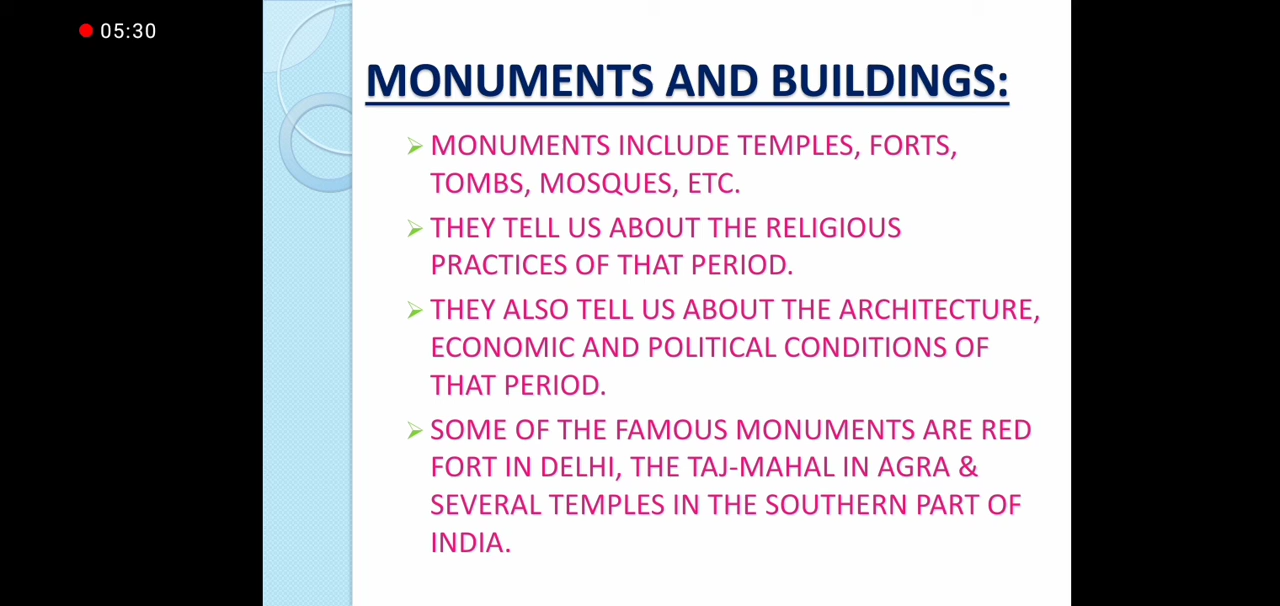 05:30
MONUMENTS AND BUILDINGS:
MONUMENTS INCLUDE TEMPLES, FORTS,
TOMBS, MOSQUES, ETC.
THEY TELL US ABOUT THE RELIGIOUS
PRACTICES OF THAT PERIOD.
THEY ALSO TELL US ABOUT THE ARCHITECTURE,
ECONOMIC AND POLITICAL CONDITIONS OF
THAT PERIOD.
SOME OF THE FAMOUS MONUMENTS ARE RED
FORT IN DELHI, THE TAJ-MAHAL IN AGRA &
SEVERAL TEMPLES IN THE SOUTHERN PART OF
INDIA.